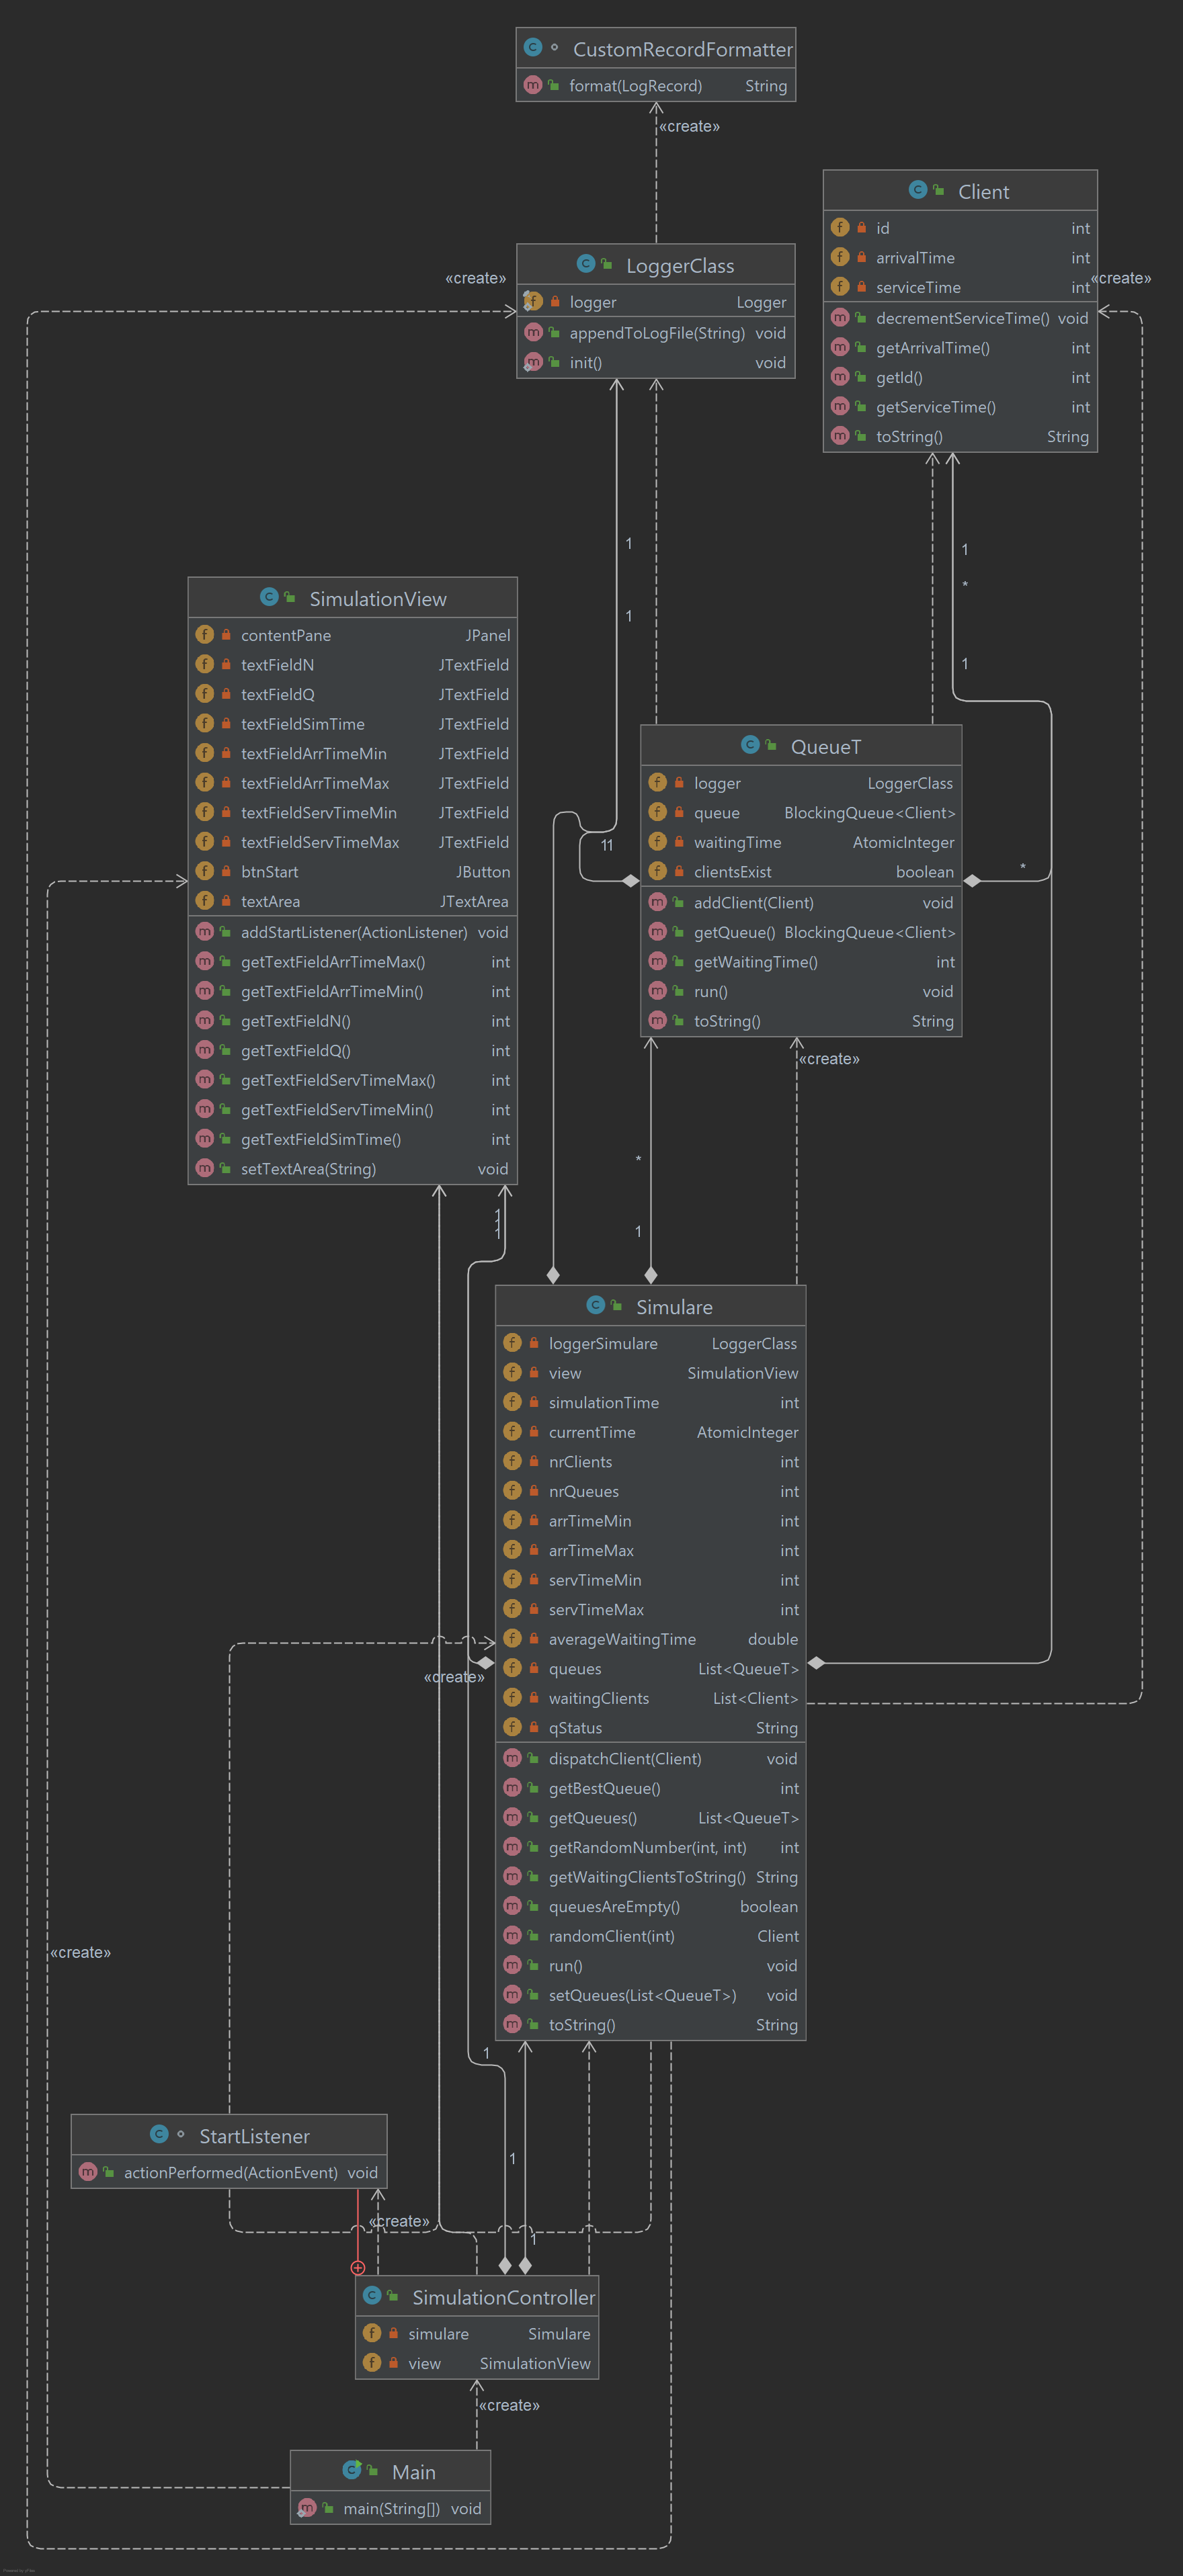 CustomRecordFormatter
format(LogRecord) String
«create»
Client
id int
arrivalTime int
serviceTime int
decrementServiceTime() void
getArrivalTime() int
getId() int
getServiceTime() int
toString() String
«create»
«create»
LoggerClass
logger Logger
appendToLogFile(String) void
init() void
1
1
1
*
1
SimulationView
contentPane JPanel
textFieldN JTextField
textFieldQ JTextField
textFieldSimTime JTextField
textFieldArrTimeMin JTextField
textFieldArrTimeMax JTextField
textFieldServTimeMin JTextField
textFieldServTimeMax JTextField
btnStart JButton
textArea JTextArea
addStartListener(ActionListener) void
getTextFieldArrTimeMax() int
getTextFieldArrTimeMin() int
getTextFieldN() int
getTextFieldQ() int
getTextFieldServTimeMax() int
getTextFieldServTimeMin() int
getTextFieldSimTime() int
setTextArea(String) void
QueueT
logger LoggerClass
queue BlockingQueue<Client>
waitingTime AtomicInteger
clientsExist boolean
addClient(Client) void
getQueue() BlockingQueue<Client>
getWaitingTime() int
run() void
toString() String
11
*
«create»
*
1
1
1
Simulare
loggerSimulare LoggerClass
view SimulationView
simulationTime int
currentTime AtomicInteger
nrClients int
nrQueues int
arrTimeMin int
arrTimeMax int
servTimeMin int
servTimeMax int
averageWaitingTime double
queues List<QueueT>
waitingClients List<Client>
qStatus String
dispatchClient(Client) void
getBestQueue() int
getQueues() List<QueueT>
getRandomNumber(int, int) int
getWaitingClientsToString() String
queuesAreEmpty() boolean
randomClient(int) Client
run() void
setQueues(List<QueueT>) void
toString() String
«create»
«create»
1
StartListener
actionPerformed(ActionEvent) void
1
«create»
1
SimulationController
simulare Simulare
view SimulationView
«create»
Main
main(String[]) void